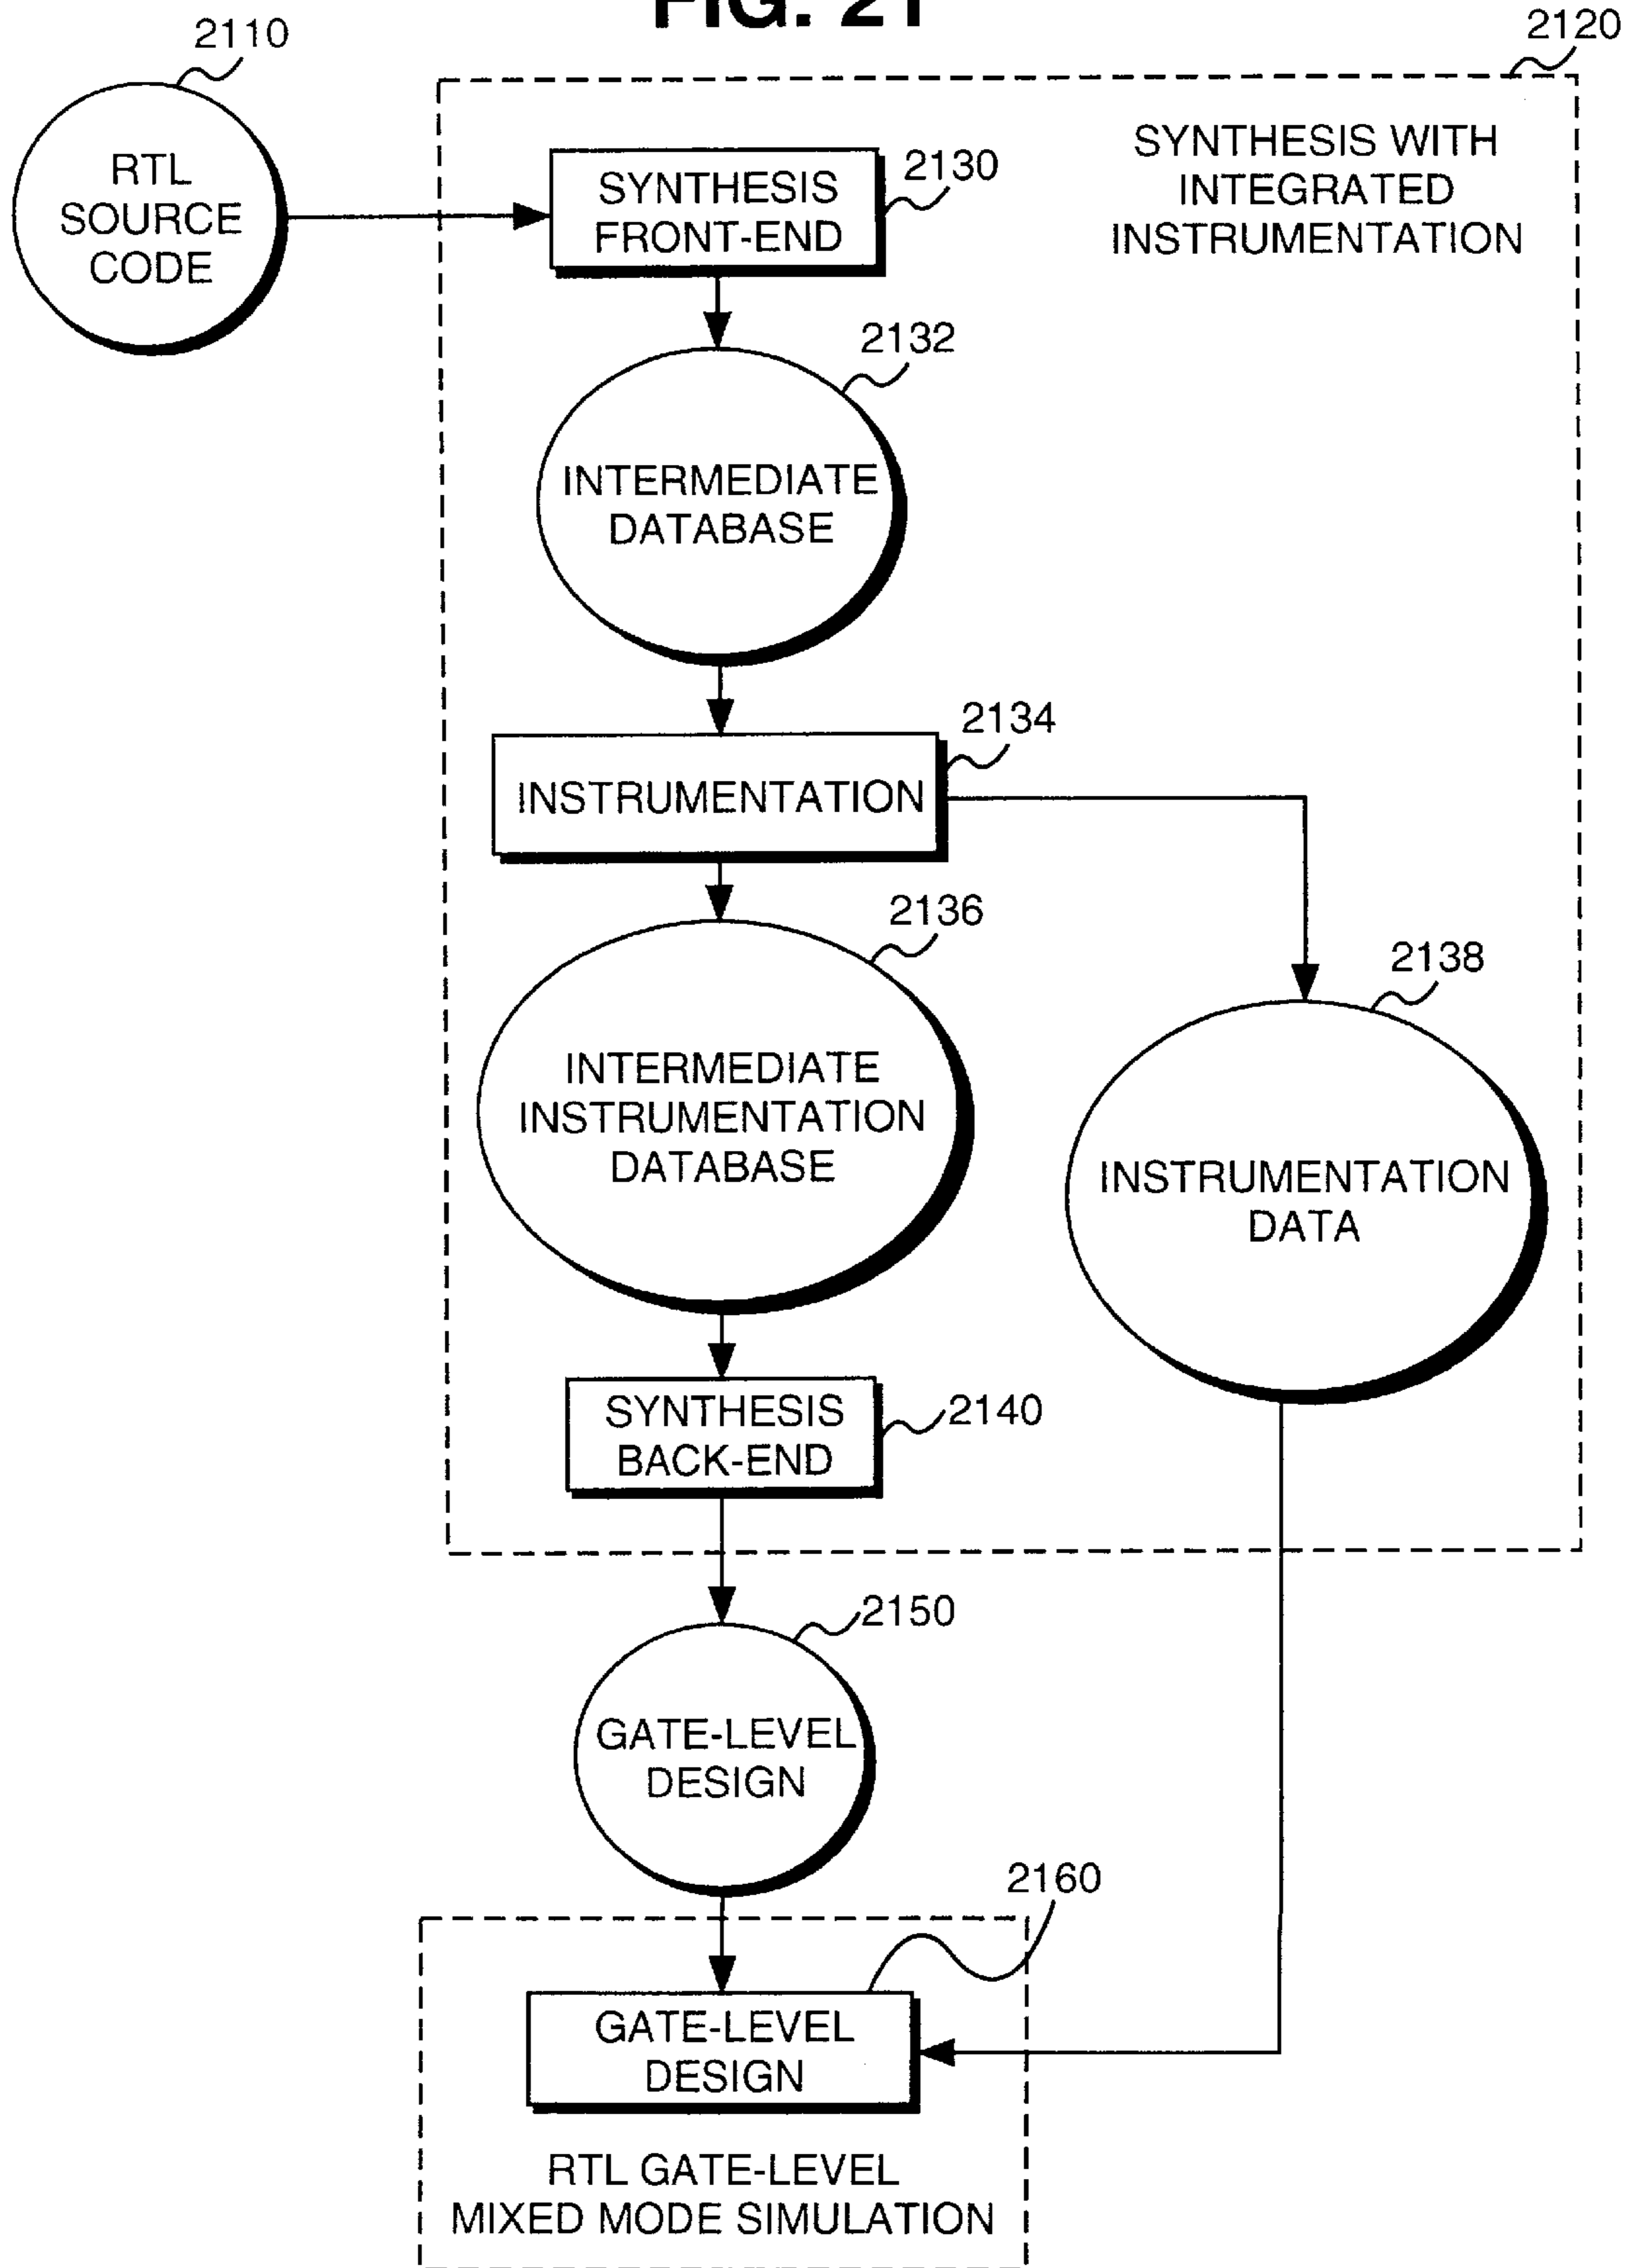 FIG. 21
2110
2120
RTL
SOURCE
CODE
SYNTHESIS WITH
INTEGRATED
INSTRUMENTATION
SYNTHESIS
FRONT-END
2130
2132
INTERMEDIATE
DATABASE
2134
INSTRUMENTATION
2136
2138
INTERMEDIATE
INSTRUMENTATION
DATABASE
INSTRUMENTATION
DATA
SYNTHESIS
BACK-END
2140
2150
GATE-LEVEL
DESIGN
2160
GATE-LEVEL
DESIGN
RTL GATE-LEVEL
MIXED MODE SIMULATION